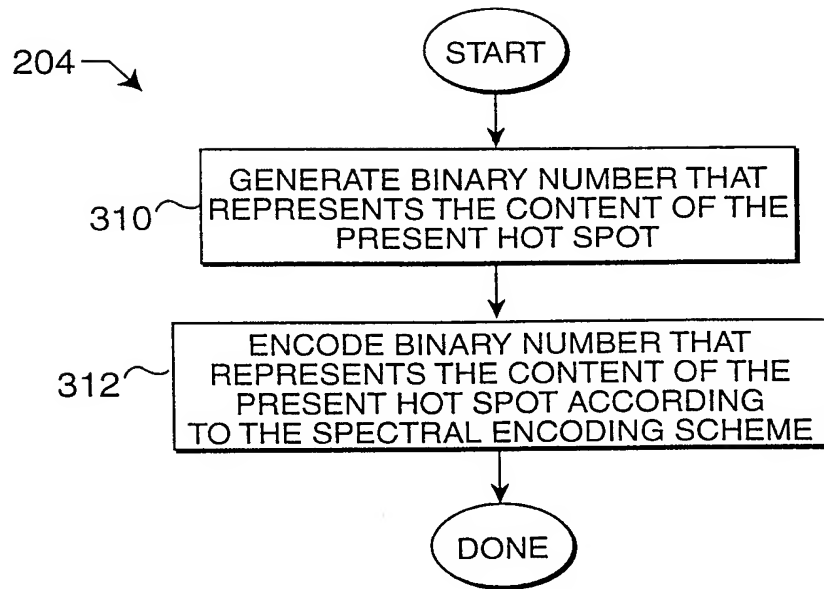 204
START
310
GENERATE BINARY NUMBER THAT
REPRESENTS THE CONTENT OF THE
PRESENT HOT SPOT
312
ENCODE BINARY NUMBER THAT
REPRESENTS THE CONTENT OF THE
PRESENT HOT SPOT ACCORDING
TO THE SPECTRAL ENCODING SCHEME
DONE